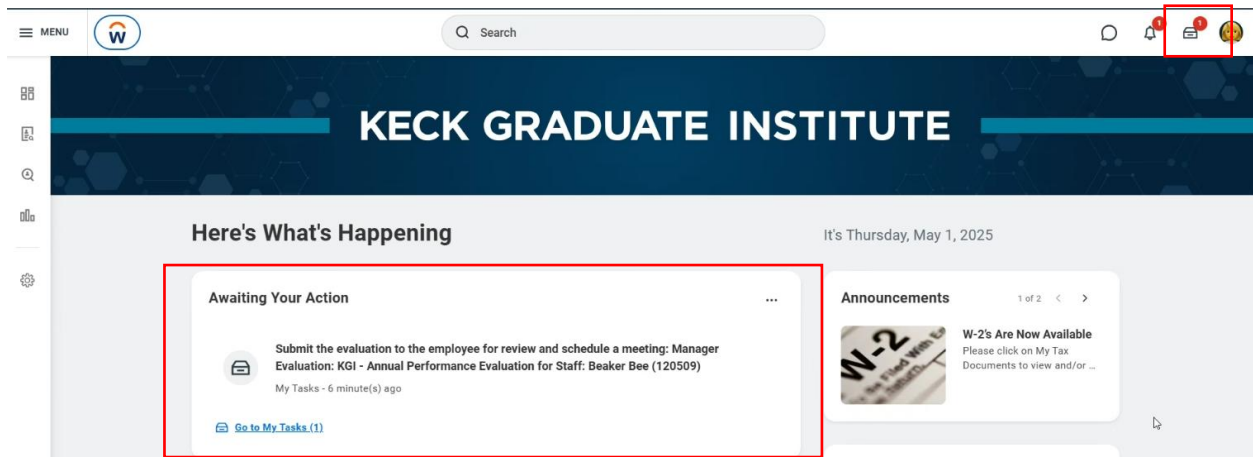 MENU
W
Search
1
1
KECK GRADUATE INSTITUTE
Here's What's Happening
It's Thursday, May 1, 2025
Awaiting Your Action
...
Submit the evaluation to the employee for review and schedule a meeting: Manager
Evaluation: KGI - Annual Performance Evaluation for Staff: Beaker Bee (120509)
My Tasks - 6 minute(s) ago
Go to My Tasks (1)
Announcements
1 of 2 < >
W-2
W-2's Are Now Available
Please click on My Tax
Documents to view and/or ...